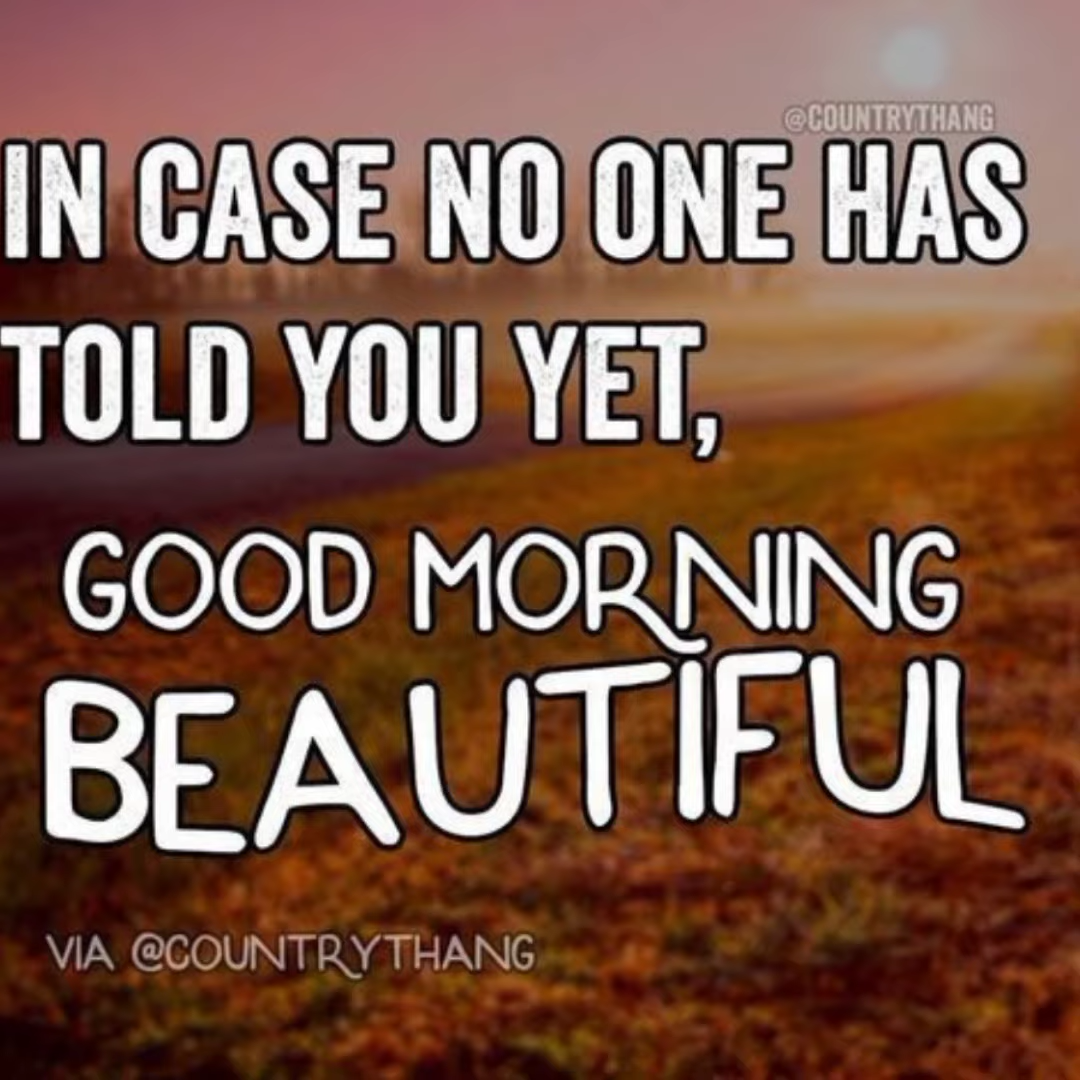 @COUNTRYTHANG
IN CASE NO ONE HAS
TOLD YOU YET,
GOOD MORNING
BEAUTIFUL
VIA @COUNTRYTHANG